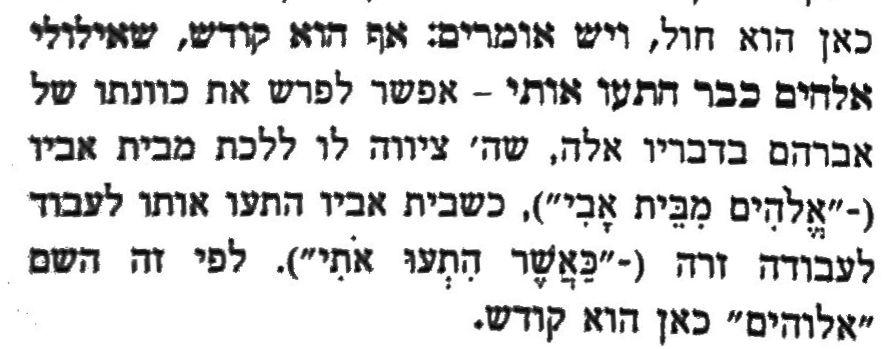 כאן הוא חול, ויש אומרים: אף הוא קודש, שאילולי
אלהים כבר התעו אותי – אפשר לפרש את כוונתו של
אברהם בדבריו אלה, שה׳ ציווה לו ללכת מבית אביו
(-״אֱלֹהִים מִבֵּית אָבִי״), כשבית אביו התעו אותו לעבוד
לעבודה זרה (-״כַּאֲשֶׁר הִתְעוּ אֹתִי״). לפי זה השם
״אלוהים״ כאן הוא קודש.